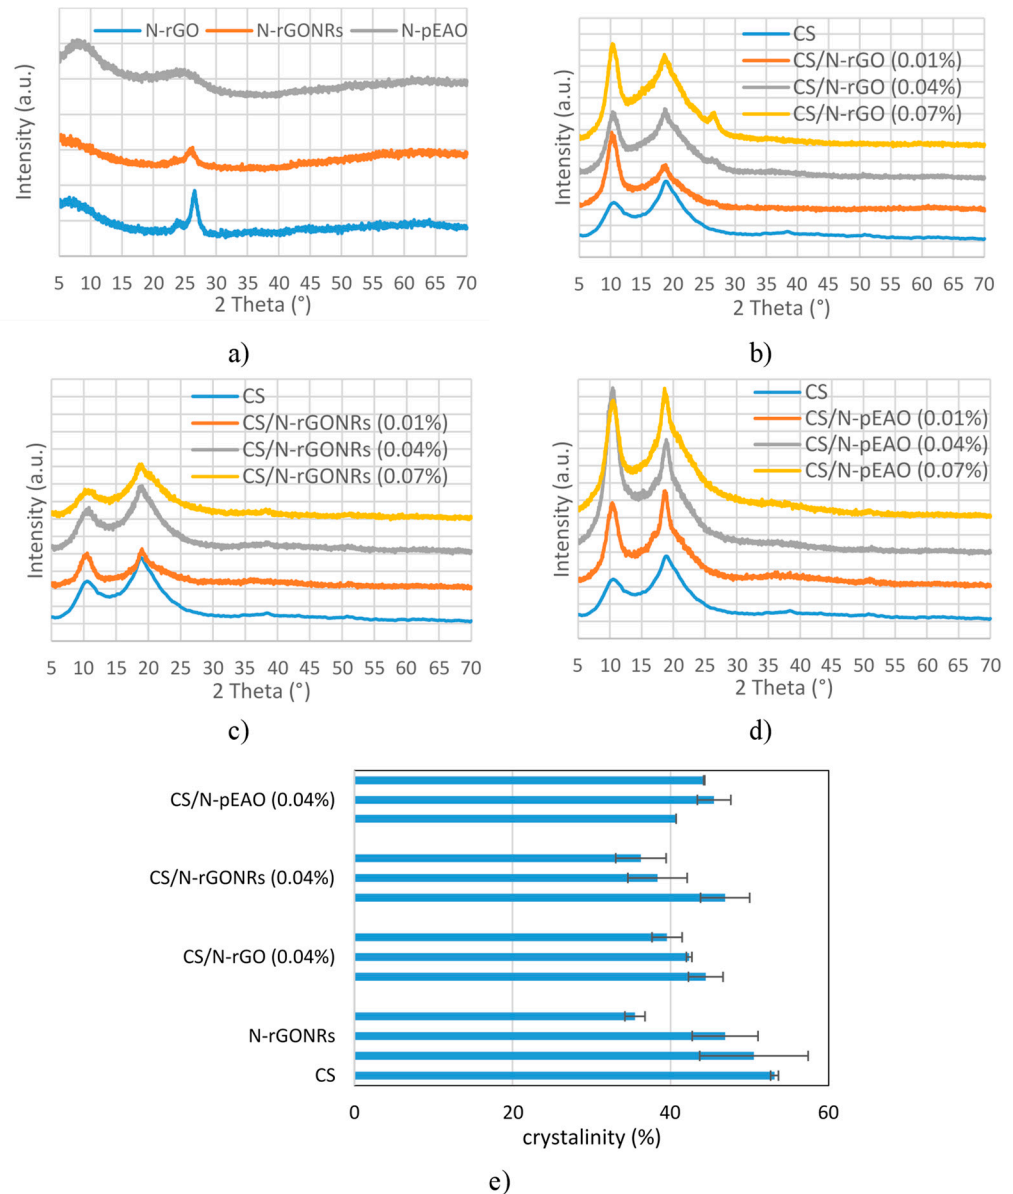 N-rGO N-rGONRs N-pEAO
Intensity (a.u.)
5 10 15 20 25 30 35 40 45 50 55 60 65 70
2 Theta (°)
a)
CS
CS/N-rGO (0.01%)
CS/N-rGO (0.04%)
CS/N-rGO (0.07%)
Intensity (a.u.)
5 10 15 20 25 30 35 40 45 50 55 60 65 70
2 Theta (°)
b)
CS
CS/N-rGONRs (0.01%)
CS/N-rGONRs (0.04%)
CS/N-rGONRs (0.07%)
Intensity (a.u.)
5 10 15 20 25 30 35 40 45 50 55 60 65 70
2 Theta (°)
c)
CS
CS/N-pEAO (0.01%)
CS/N-pEAO (0.04%)
CS/N-pEAO (0.07%)
Intensity (a.u.)
5 10 15 20 25 30 35 40 45 50 55 60 65 70
2 Theta (°)
d)
CS/N-pEAO (0.04%)
CS/N-rGONRs (0.04%)
CS/N-rGO (0.04%)
N-rGONRs
CS
0 20 40 60
crystalinity (%)
e)